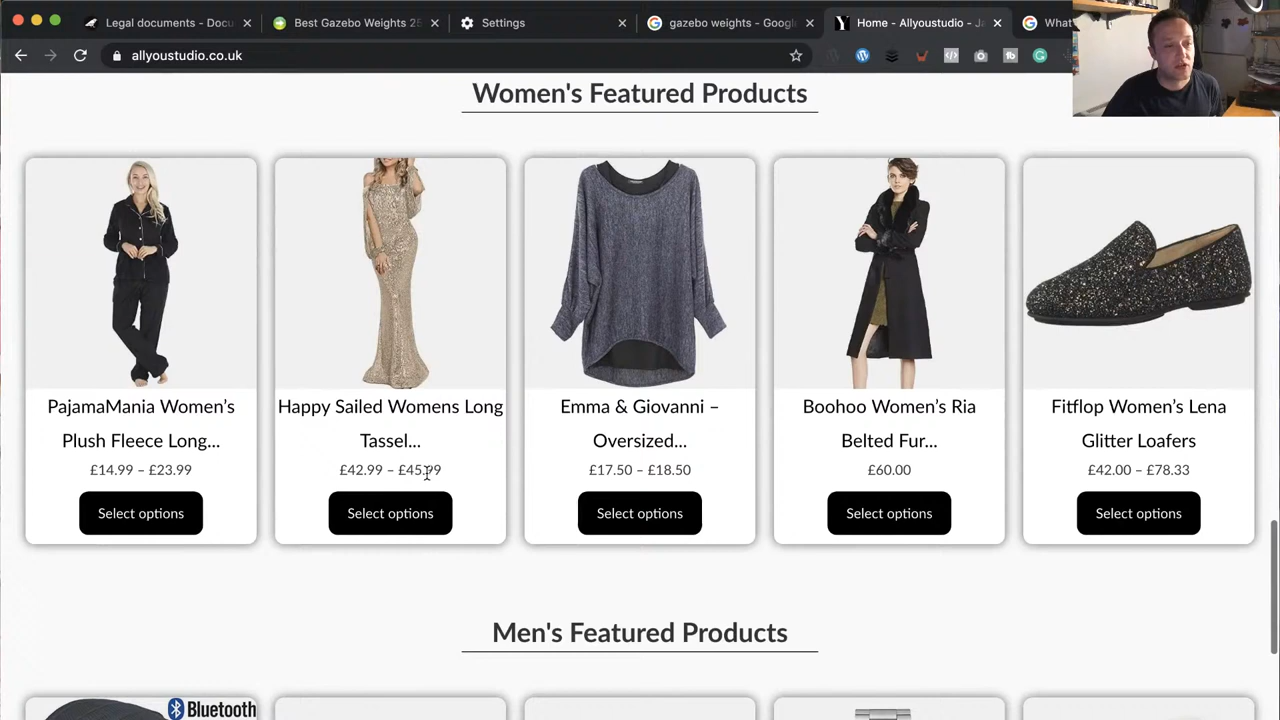 Legal documents - Docu
Best Gazebo Weights 25
Settings
gazebo weights - Google
Home - Allyoustudio - Ja
What'
allyoustudio.co.uk
Women's Featured Products
PajamaMania Women’s
Plush Fleece Long...
£14.99 – £23.99
Select options
Happy Sailed Womens Long
Tassel...
£42.99 – £45.99
Select options
Emma & Giovanni –
Oversized...
£17.50 – £18.50
Select options
Boohoo Women’s Ria
Belted Fur...
£60.00
Select options
Fitflop Women’s Lena
Glitter Loafers
£42.00 – £78.33
Select options
Men's Featured Products
Bluetooth